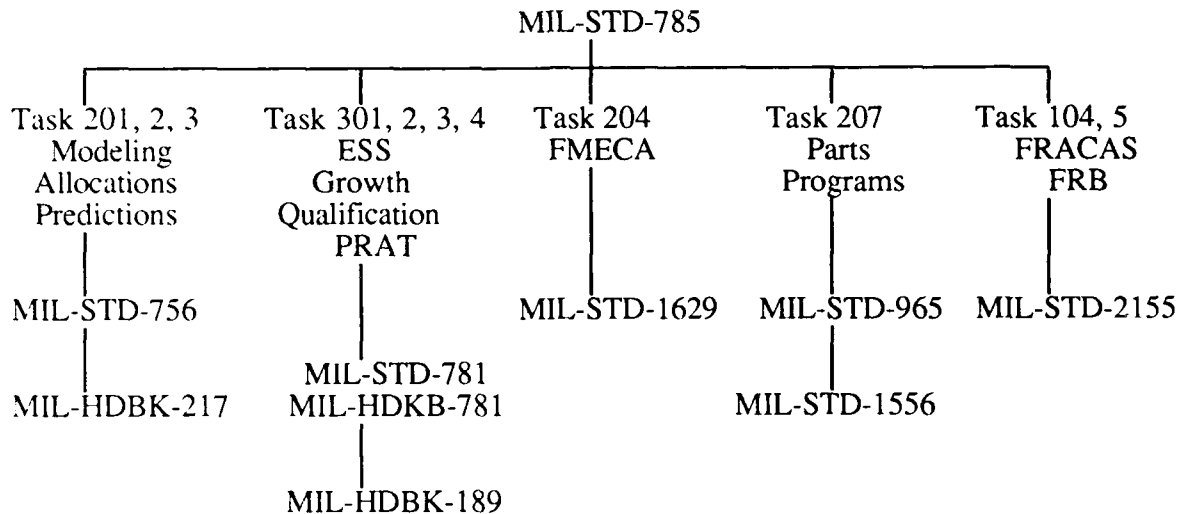 MIL-STD-785
Task 201, 2, 3
Modeling
Allocations
Predictions
MIL-STD-756
MIL-HDBK-217
Task 301, 2, 3, 4
ESS
Growth
Qualification
PRAT
MIL-STD-781
MIL-HDKB-781
MIL-HDBK-189
Task 204
FMECA
MIL-STD-1629
Task 207
Parts
Programs
MIL-STD-965
MIL-STD-1556
Task 104, 5
FRACAS
FRB
MIL-STD-2155